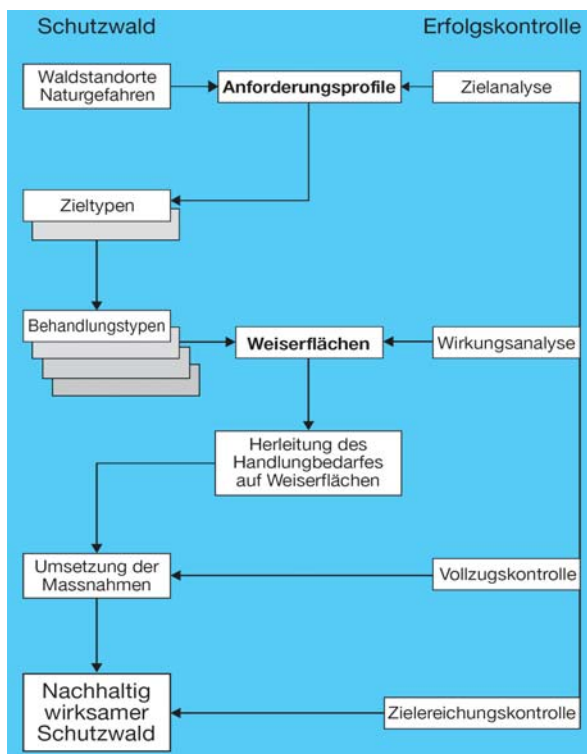 Schutzwald
Erfolgskontrolle
Waldstandorte
Naturgefahren
Anforderungsprofile
Zielanalyse
Zieltypen
Behandlungstypen
Weiserflächen
Wirkungsanalyse
Herleitung des
Handlungbedarfes
auf Weiserflächen
Umsetzung der
Massnahmen
Vollzugskontrolle
Nachhaltig
wirksamer
Schutzwald
Zielereichungskontrolle